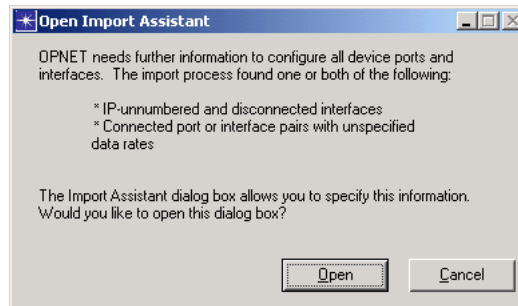 Open Import Assistant
OPNET needs further information to configure all device ports and
interfaces. The import process found one or both of the following:
* IP-unnumbered and disconnected interfaces
* Connected port or interface pairs with unspecified
data rates
The Import Assistant dialog box allows you to specify this information.
Would you like to open this dialog box?
Open
Cancel